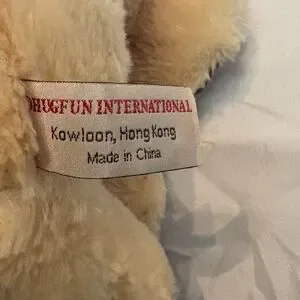 HUGFUN INTERNATIONAL
Kowloon, Hong Kong
Made in China